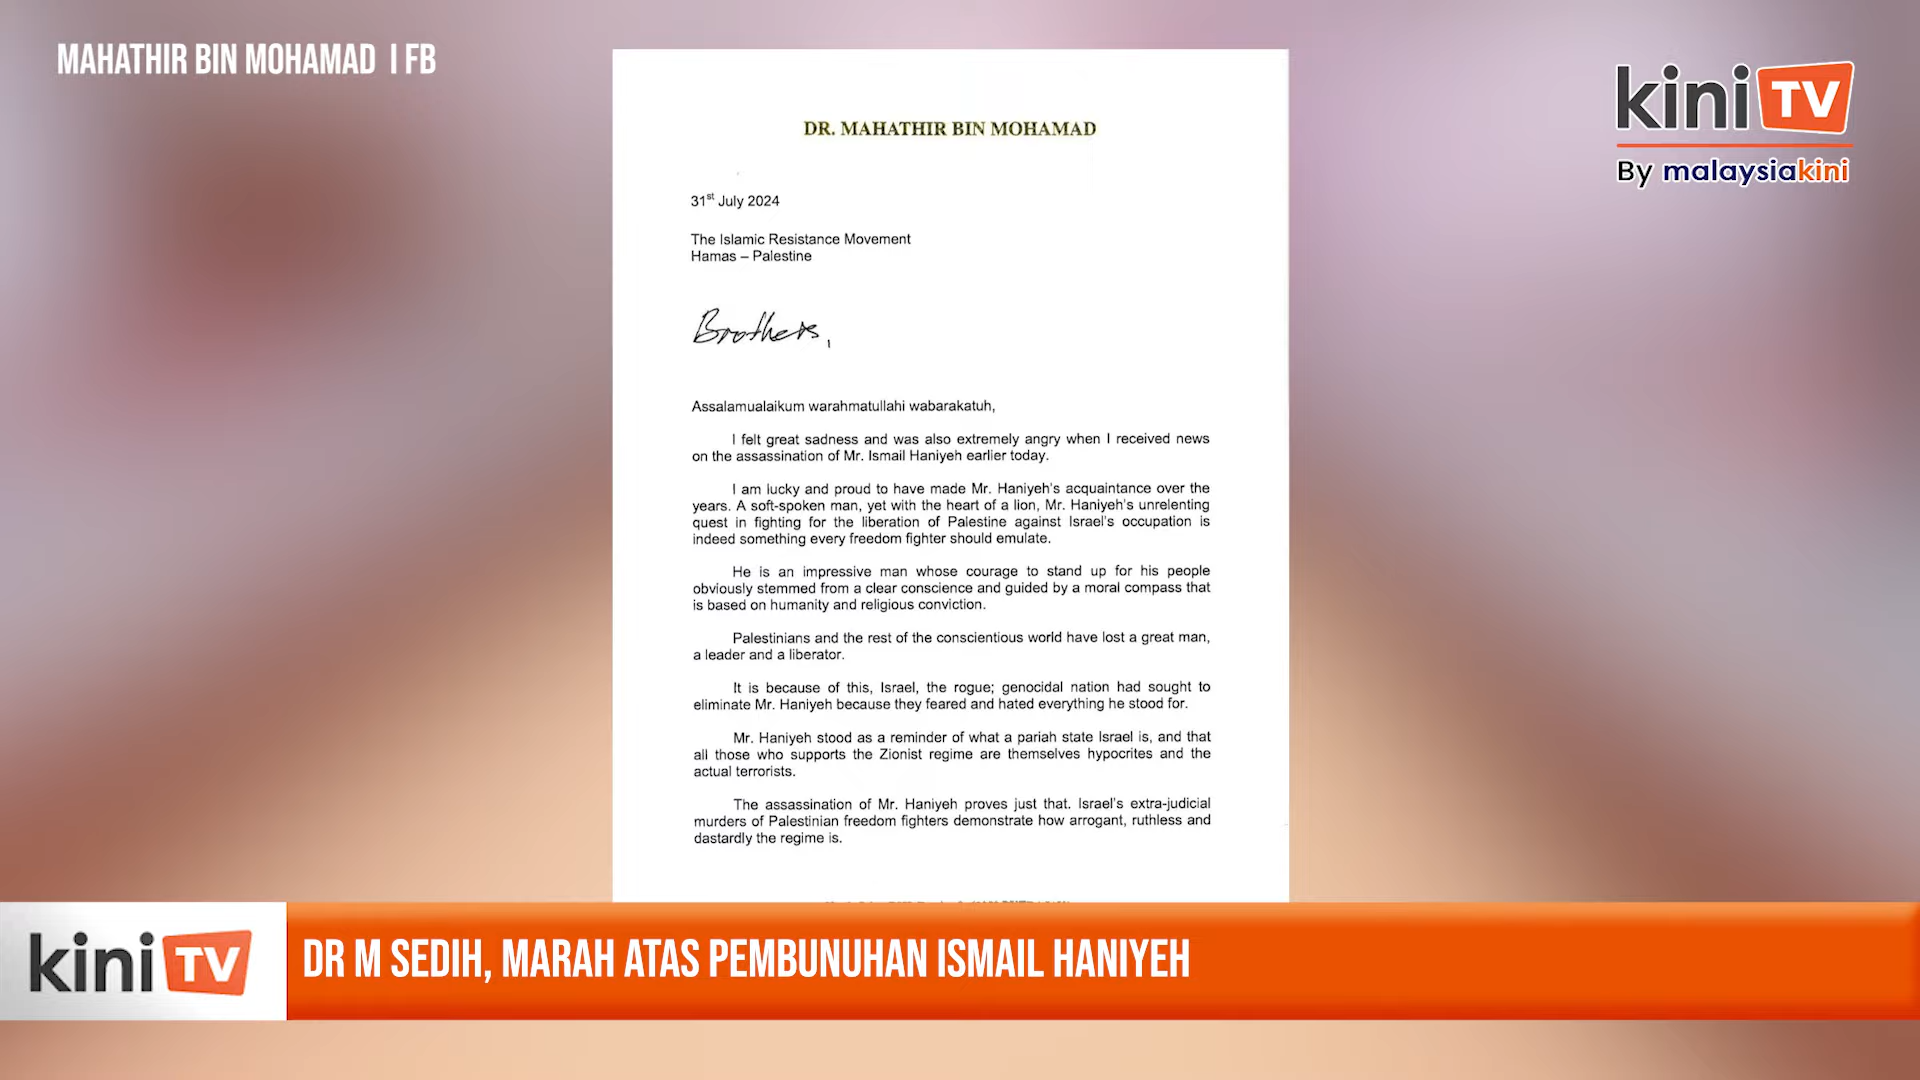 MAHATHIR BIN MOHAMAD I FB
kini TV
By malaysiakini
DR. MAHATHIR BIN MOHAMAD
31st July 2024
The Islamic Resistance Movement
Hamas – Palestine
Brothers,
Assalamualaikum warahmatullahi wabarakatuh,
I felt great sadness and was also extremely angry when I received news
on the assassination of Mr. Ismail Haniyeh earlier today.
I am lucky and proud to have made Mr. Haniyeh's acquaintance over the
years. A soft-spoken man, yet with the heart of a lion, Mr. Haniyeh's unrelenting
quest in fighting for the liberation of Palestine against Israel's occupation is
indeed something every freedom fighter should emulate.
He is an impressive man whose courage to stand up for his people
obviously stemmed from a clear conscience and guided by a moral compass that
is based on humanity and religious conviction.
Palestinians and the rest of the conscientious world have lost a great man,
a leader and a liberator.
It is because of this, Israel, the rogue; genocidal nation had sought to
eliminate Mr. Haniyeh because they feared and hated everything he stood for.
Mr. Haniyeh stood as a reminder of what a pariah state Israel is, and that
all those who supports the Zionist regime are themselves hypocrites and the
actual terrorists.
The assassination of Mr. Haniyeh proves just that. Israel's extra-judicial
murders of Palestinian freedom fighters demonstrate how arrogant, ruthless and
dastardly the regime is.
kini TV
DR M SEDIH, MARAH ATAS PEMBUNUHAN ISMAIL HANIYEH